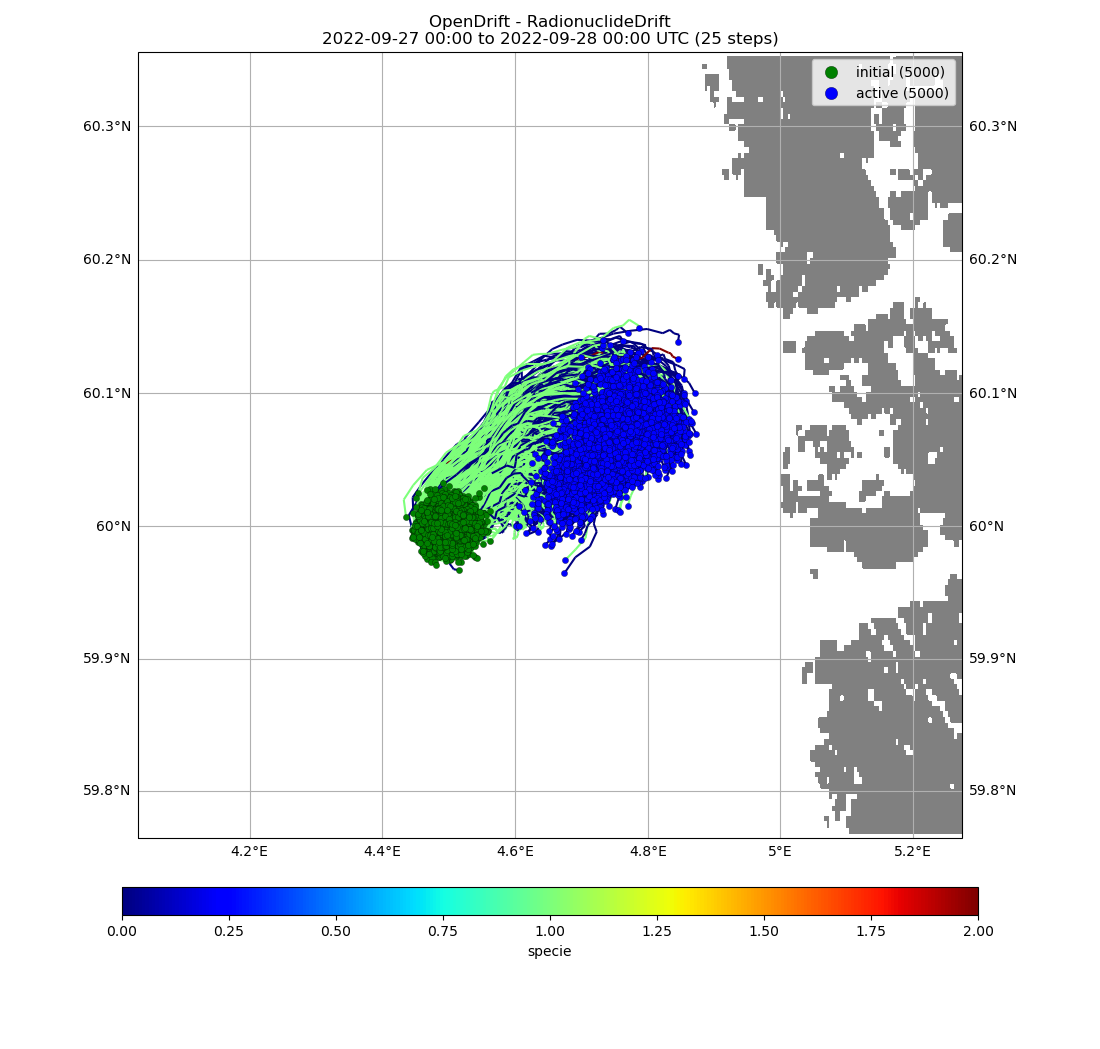 OpenDrift - RadionuclideDrift
2022-09-27 00:00 to 2022-09-28 00:00 UTC (25 steps)
initial (5000)
active (5000)
60.3°N
60.3°N
60.2°N
60.2°N
60.1°N
60.1°N
60°N
60°N
59.9°N
59.9°N
59.8°N
59.8°N
4.2°E
4.4°E
4.6°E
4.8°E
5°E
5.2°E
0.00
0.25
0.50
0.75
1.00
1.25
1.50
1.75
2.00
specie